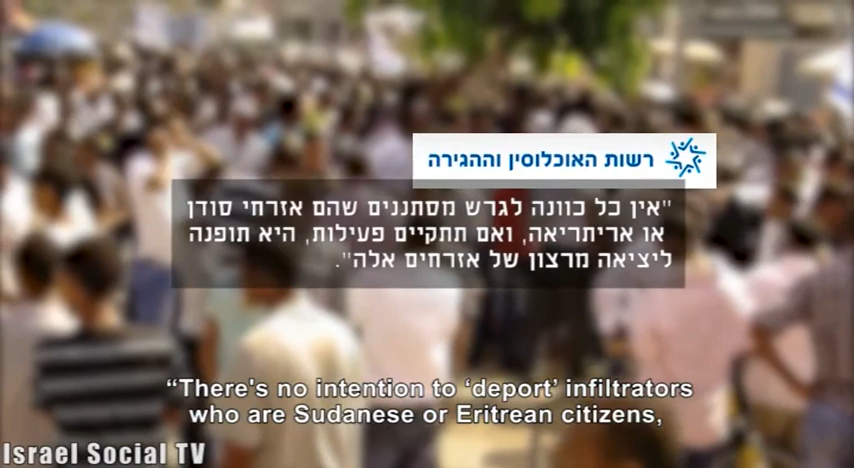 רשות האוכלוסין וההגירה
"אין כל כוונה לגרש מסתננים שהם אזרחי סודן
או אריתריאה, ואם תתקיים פעילות, היא תופנה
ליציאה מרצון של אזרחים אלה".
“There's no intention to ‘deport’ infiltrators
who are Sudanese or Eritrean citizens,
Israel Social TV